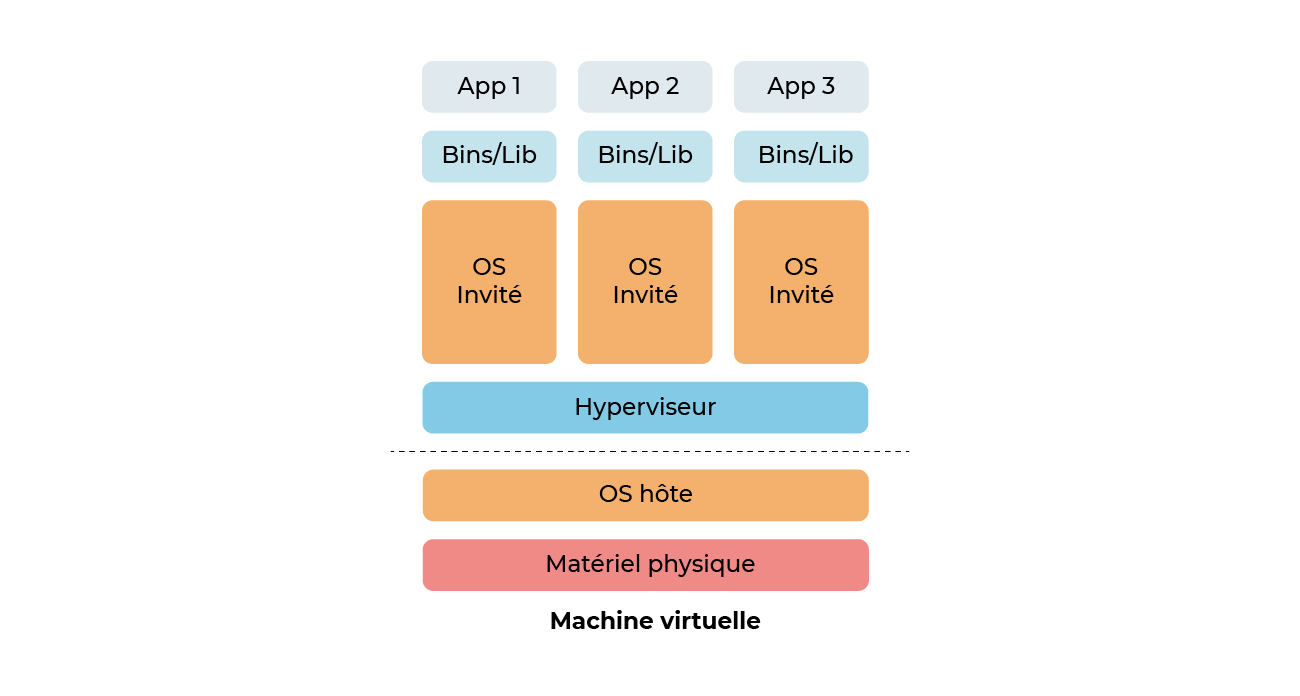 App 1
App 2
App 3
Bins/Lib
Bins/Lib
Bins/Lib
OS
Invité
OS
Invité
OS
Invité
Hyperviseur
OS hôte
Matériel physique
Machine virtuelle